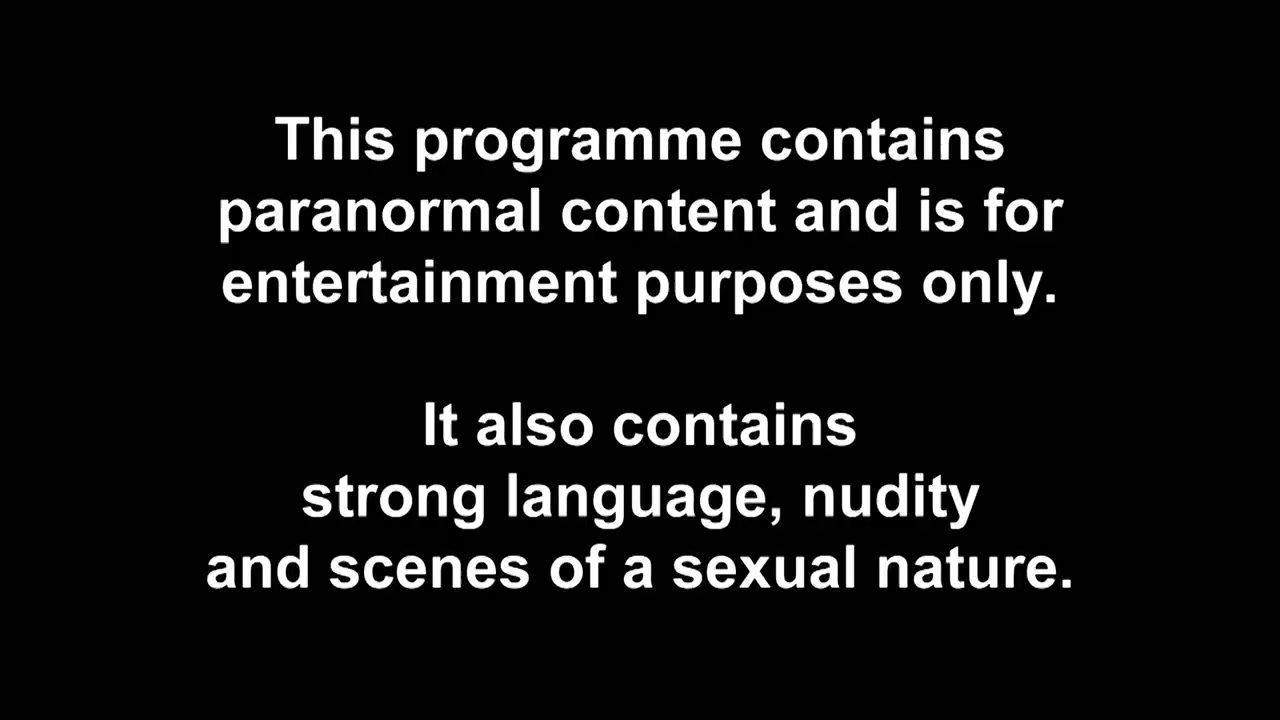 This programme contains
paranormal content and is for
entertainment purposes only.
It also contains
strong language, nudity
and scenes of a sexual nature.